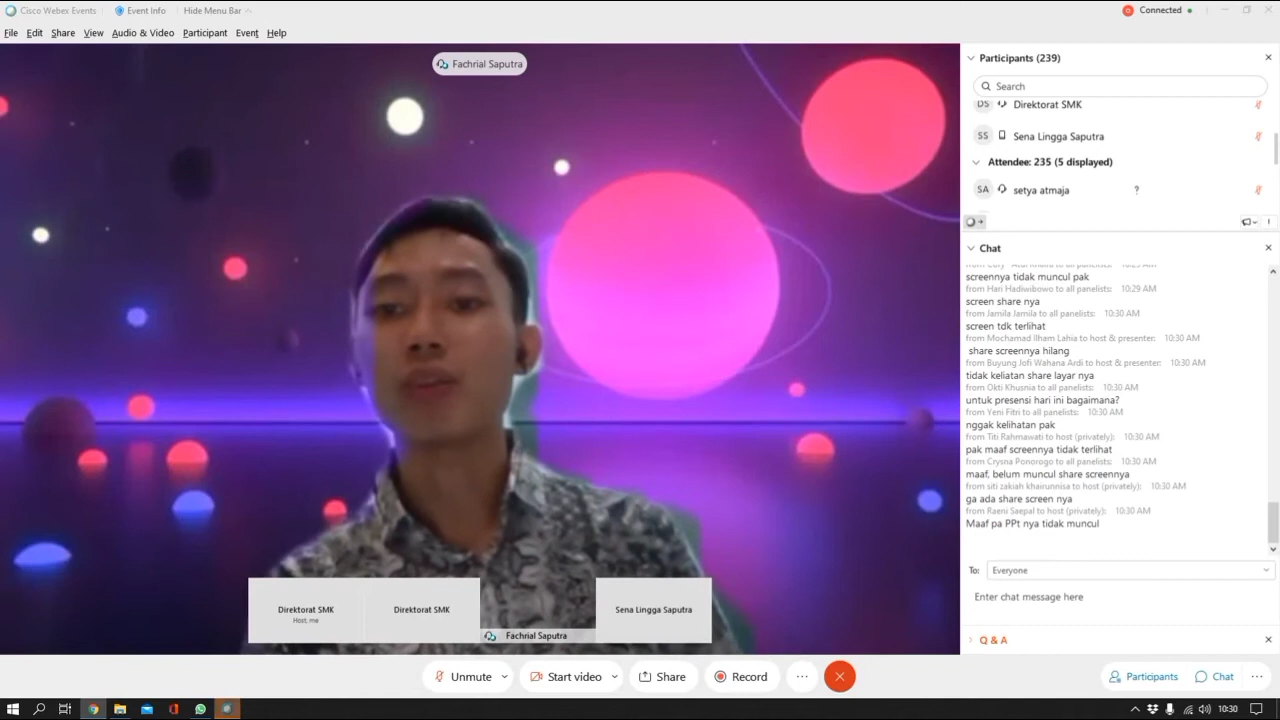 Cisco Webex Events
Event Info
Hide Menu Bar
Connected
File Edit Share View Audio & Video Participant Event Help
Fachrial Saputra
Participants (239)
Search
DS Direktorat SMK
SS Sena Lingga Saputra
Attendee: 235 (5 displayed)
SA setya atmaja ?
Chat
to all panelists: 10:29 AM
screennya tidak muncul pak
from Hari Hadiwibowo to all panelists: 10:29 AM
screen share nya
from Jamila Jamila to all panelists: 10:30 AM
screen tdk terlihat
from Mochamad Ilham Lahia to host & presenter: 10:30 AM
share screennya hilang
from Buyung Jofi Wahana Ardi to host & presenter: 10:30 AM
tidak keliatan share layar nya
from Okti Khusnia to all panelists: 10:30 AM
untuk presensi hari ini bagaimana?
from Yeni Fitri to all panelists: 10:30 AM
nggak kelihatan pak
from Titi Rahmawati to host (privately): 10:30 AM
pak maaf screennya tidak terlihat
from Crysna Ponorogo to all panelists: 10:30 AM
maaf, belum muncul share screennya
from siti zakiah khairunnisa to host (privately): 10:30 AM
ga ada share screen nya
from Raeni Saepal to host (privately): 10:30 AM
Maaf pa PPt nya tidak muncul
To: Everyone
Enter chat message here
Q & A
Direktorat SMK
Host, me
Direktorat SMK
Fachrial Saputra
Sena Lingga Saputra
Unmute
Start video
Share
Record
Participants
Chat
10:30